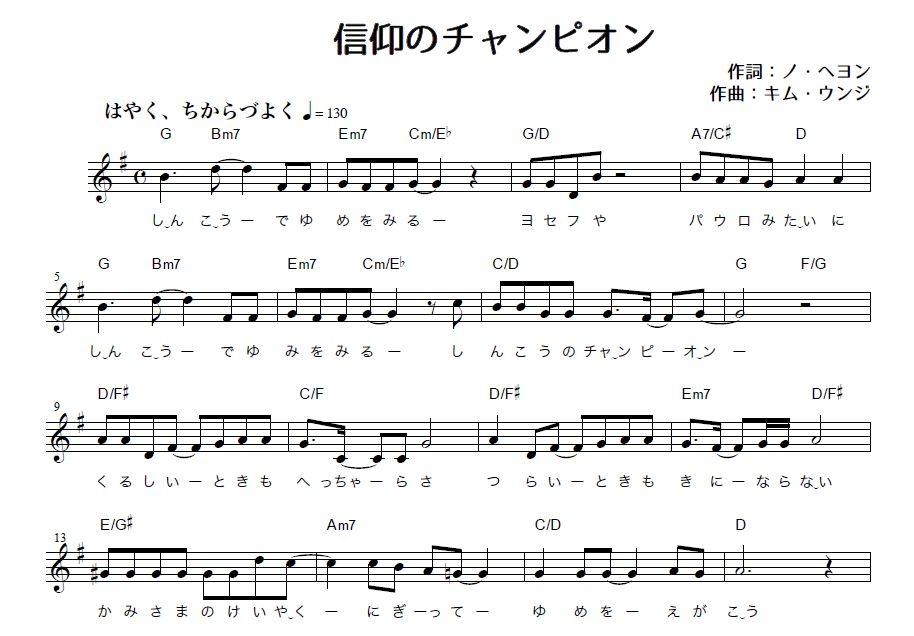 信仰のチャンピオン
作詞：ノ・ヘヨン
作曲：キム・ウンジ
はやく、ちからづよく ♩= 130
G Bm7 Em7 Cm/E♭ G/D A7/C♯ D
しん こうー でゆ めをみるー ヨセフや パウロみたいに
5
G Bm7 Em7 Cm/E♭ C/D G F/G
しん こうー でゆ みをみるー し んこうのチャンピーオンー
9
D/F♯ C/F D/F♯ Em7 D/F♯
くるしいーときも へっちゃーらさ つ らいーときも きにーならない
13
E/G♯ Am7 C/D D
かみさまのけいやくー にぎーってー ゆ めをーえが こう